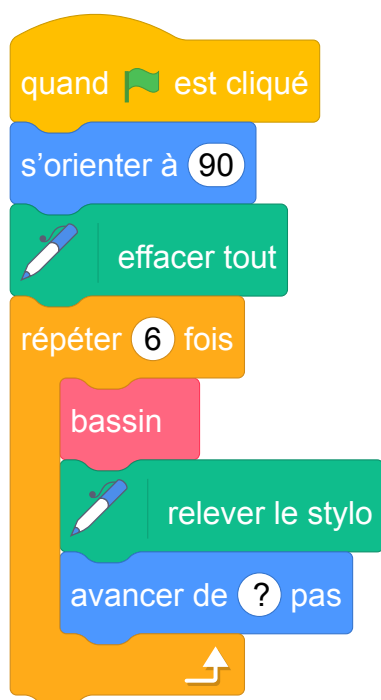 quand est cliqué
s’orienter à 90
effacer tout
répéter 6 fois
bassin
relever le stylo
avancer de ? pas